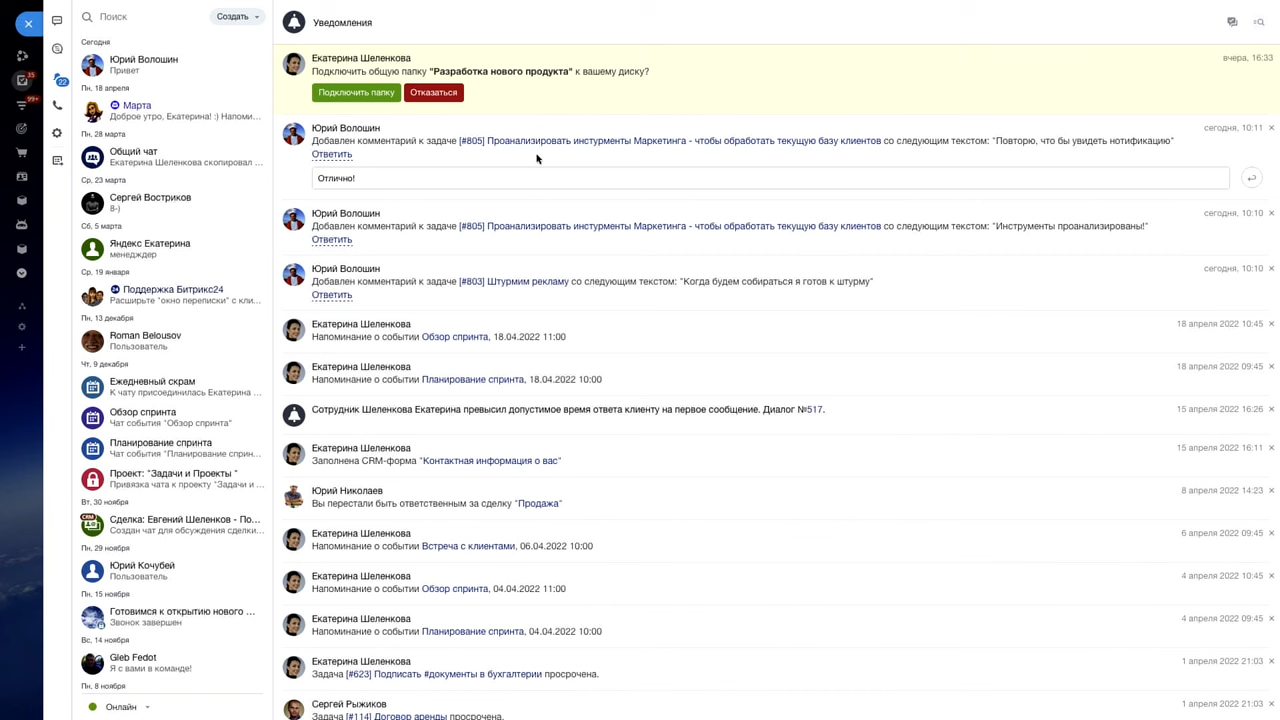 35
99+
22
Поиск
Создать
Сегодня
Юрий Волошин
Привет
Пн, 18 апреля
Марта
Доброе утро, Екатерина! :) Напоми...
Пн, 28 марта
Общий чат
Екатерина Шеленкова скопировал ...
Ср, 23 марта
Сергей Востриков
8-)
Сб, 5 марта
Яндекс Екатерина
менедждер
Ср, 19 января
24 Поддержка Битрикс24
Расширьте "окно переписки" с кли...
Пн, 13 декабря
Roman Belousov
Пользователь
Чт, 9 декабря
Ежедневный скрам
К чату присоединилась Екатерина ...
Обзор спринта
Чат события "Обзор спринта"
Планирование спринта
Чат события "Планирование сприн...
Проект: "Задачи и Проекты "
Привязка чата к проекту "Задачи и ...
Вт, 30 ноября
CRM
Сделка: Евгений Шеленков - По...
Создан чат для обсуждения сделки...
Пн, 29 ноября
Юрий Кочубей
Пользователь
Пн, 15 ноября
Готовимся к открытию нового ...
Звонок завершен
Вс, 14 ноября
Gleb Fedot
Я с вами в команде!
Пн, 8 ноября
Онлайн
Уведомления
Екатерина Шеленкова
вчера, 16:33
Подключить общую папку "Разработка нового продукта" к вашему диску?
Подключить папку
Отказаться
Юрий Волошин
сегодня, 10:11
Добавлен комментарий к задаче [#805] Проанализировать инстурменты Маркетинга - чтобы обработать текущую базу клиентов со следующим текстом: "Повторю, что бы увидеть нотификацию"
Ответить
Отлично!
Юрий Волошин
сегодня, 10:10
Добавлен комментарий к задаче [#805] Проанализировать инстурменты Маркетинга - чтобы обработать текущую базу клиентов со следующим текстом: "Инструменты проанализированы!"
Ответить
Юрий Волошин
сегодня, 10:10
Добавлен комментарий к задаче [#803] Штурмим рекламу со следующим текстом: "Когда будем собираться я готов к штурму"
Ответить
Екатерина Шеленкова
18 апреля 2022 10:45
Напоминание о событии Обзор спринта, 18.04.2022 11:00
Екатерина Шеленкова
18 апреля 2022 09:45
Напоминание о событии Планирование спринта, 18.04.2022 10:00
Сотрудник Шеленкова Екатерина превысил допустимое время ответа клиенту на первое сообщение. Диалог №517.
15 апреля 2022 16:26
Екатерина Шеленкова
15 апреля 2022 16:11
Заполнена CRM-форма "Контактная информация о вас"
Юрий Николаев
8 апреля 2022 14:23
Вы перестали быть ответственным за сделку "Продажа"
Екатерина Шеленкова
6 апреля 2022 09:45
Напоминание о событии Встреча с клиентами, 06.04.2022 10:00
Екатерина Шеленкова
4 апреля 2022 10:45
Напоминание о событии Обзор спринта, 04.04.2022 11:00
Екатерина Шеленкова
4 апреля 2022 09:45
Напоминание о событии Планирование спринта, 04.04.2022 10:00
Екатерина Шеленкова
1 апреля 2022 21:03
Задача [#623] Подписать #документы в бухгалтерии просрочена.
Сергей Рыжиков
1 апреля 2022 21:03
Задача [#114] Договор аренды просрочена.